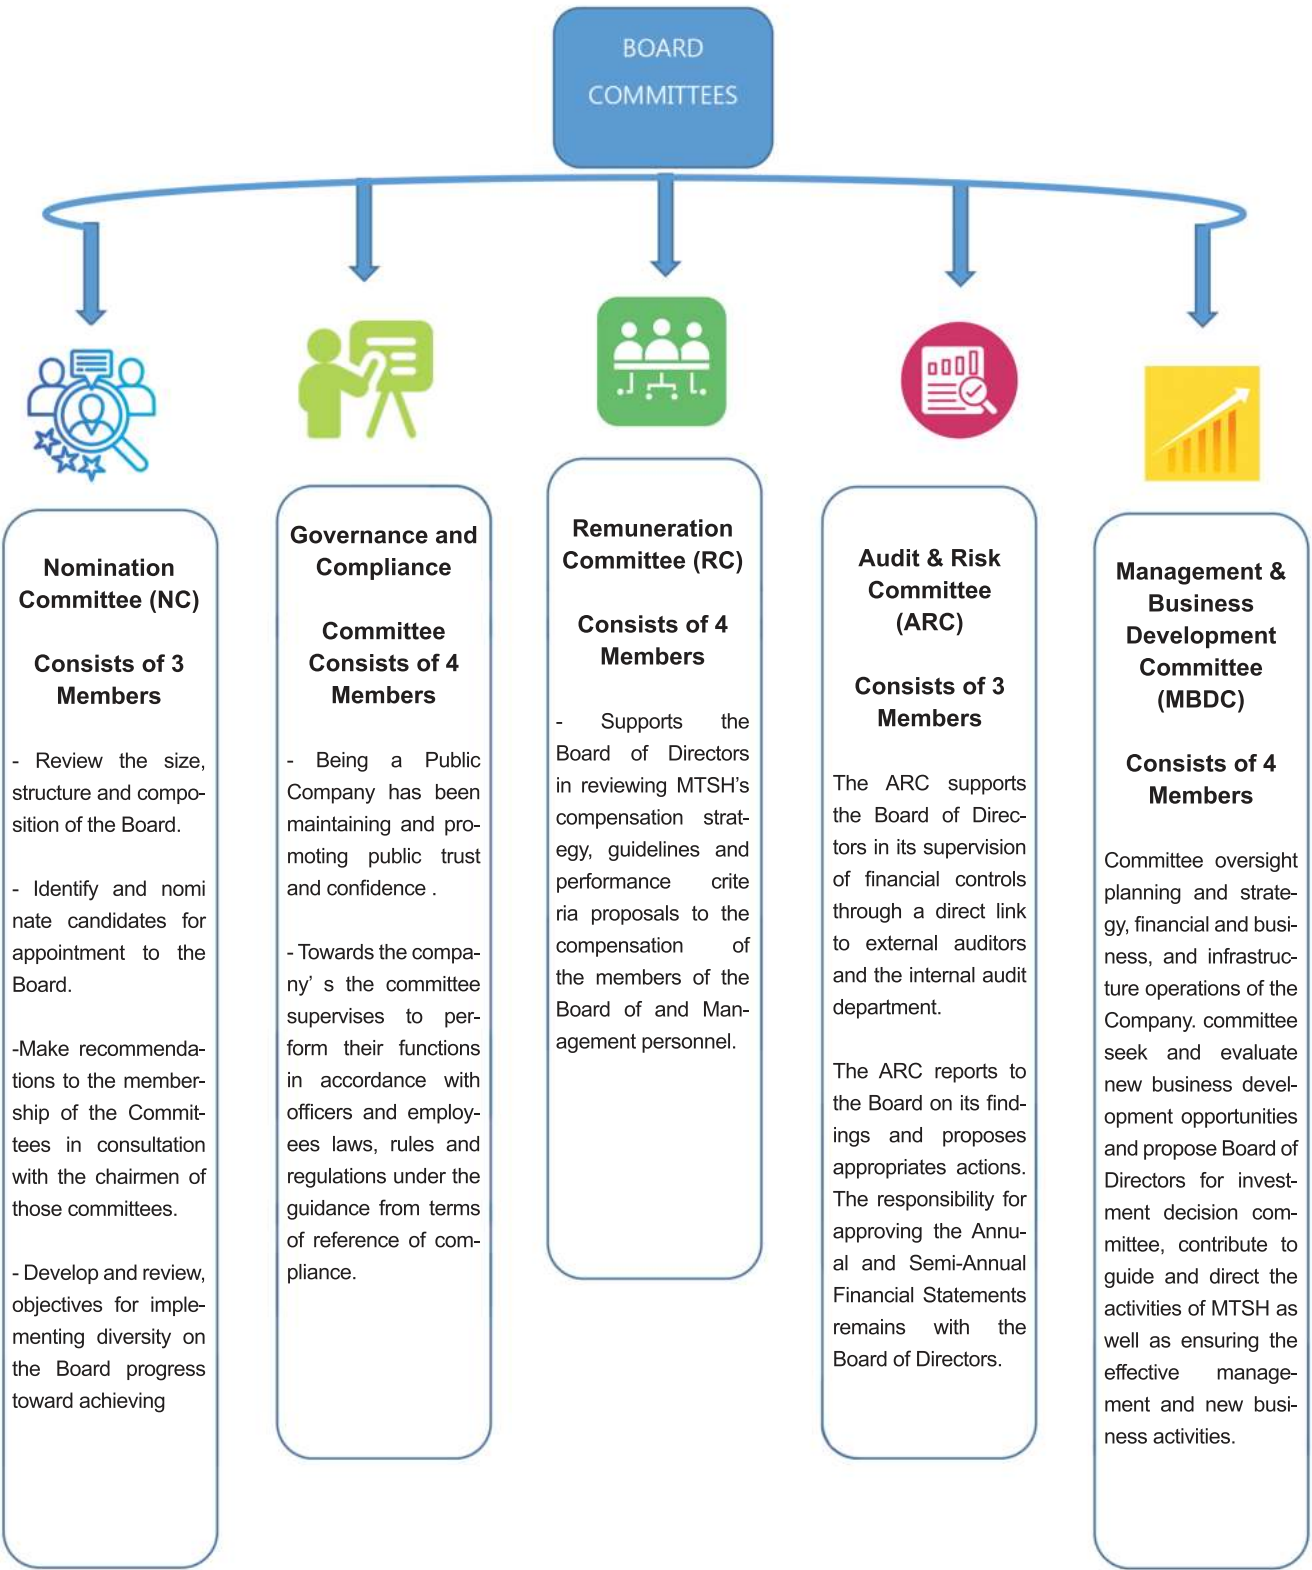 BOARD
COMMITTEES
Nomination
Committee (NC)
Consists of 3
Members
- Review the size,
structure and compo-
sition of the Board.
- Identify and nomi
nate candidates for
appointment to the
Board.
-Make recommenda-
tions to the member-
ship of the Commit-
tees in consultation
with the chairmen of
those committees.
- Develop and review,
objectives for imple-
menting diversity on
the Board progress
toward achieving
Governance and
Compliance
Committee
Consists of 4
Members
- Being a Public
Company has been
maintaining and pro-
moting public trust
and confidence .
- Towards the compa-
ny’ s the committee
supervises to per-
form their functions
in accordance with
officers and employ-
ees laws, rules and
regulations under the
guidance from terms
of reference of com-
pliance.
Remuneration
Committee (RC)
Consists of 4
Members
- Supports the
Board of Directors
in reviewing MTSH’s
compensation strat-
egy, guidelines and
performance crite
ria proposals to the
compensation of
the members of the
Board of and Man-
agement personnel.
Audit & Risk
Committee
(ARC)
Consists of 3
Members
The ARC supports
the Board of Direc-
tors in its supervision
of financial controls
through a direct link
to external auditors
and the internal audit
department.
The ARC reports to
the Board on its find-
ings and proposes
appropriates actions.
The responsibility for
approving the Annu-
al and Semi-Annual
Financial Statements
remains with the
Board of Directors.
Management &
Business
Development
Committee
(MBDC)
Consists of 4
Members
Committee oversight
planning and strate-
gy, financial and busi-
ness, and infrastruc-
ture operations of the
Company. committee
seek and evaluate
new business devel-
opment opportunities
and propose Board of
Directors for invest-
ment decision com-
mittee, contribute to
guide and direct the
activities of MTSH as
well as ensuring the
effective manage-
ment and new busi-
ness activities.